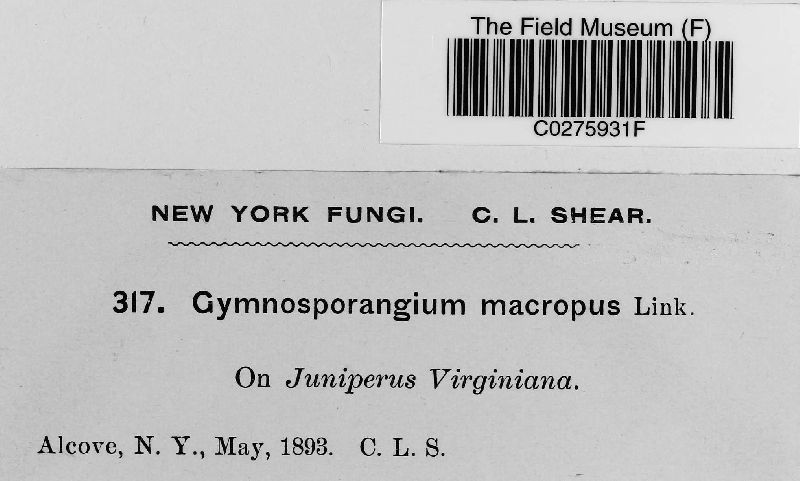 The Field Museum (F)
C0275931F
NEW YORK FUNGI. C. L. SHEAR.
317. Gymnosporangium macropus Link.
On Juniperus Virginiana.
Alcove, N. Y., May, 1893. C. L. S.